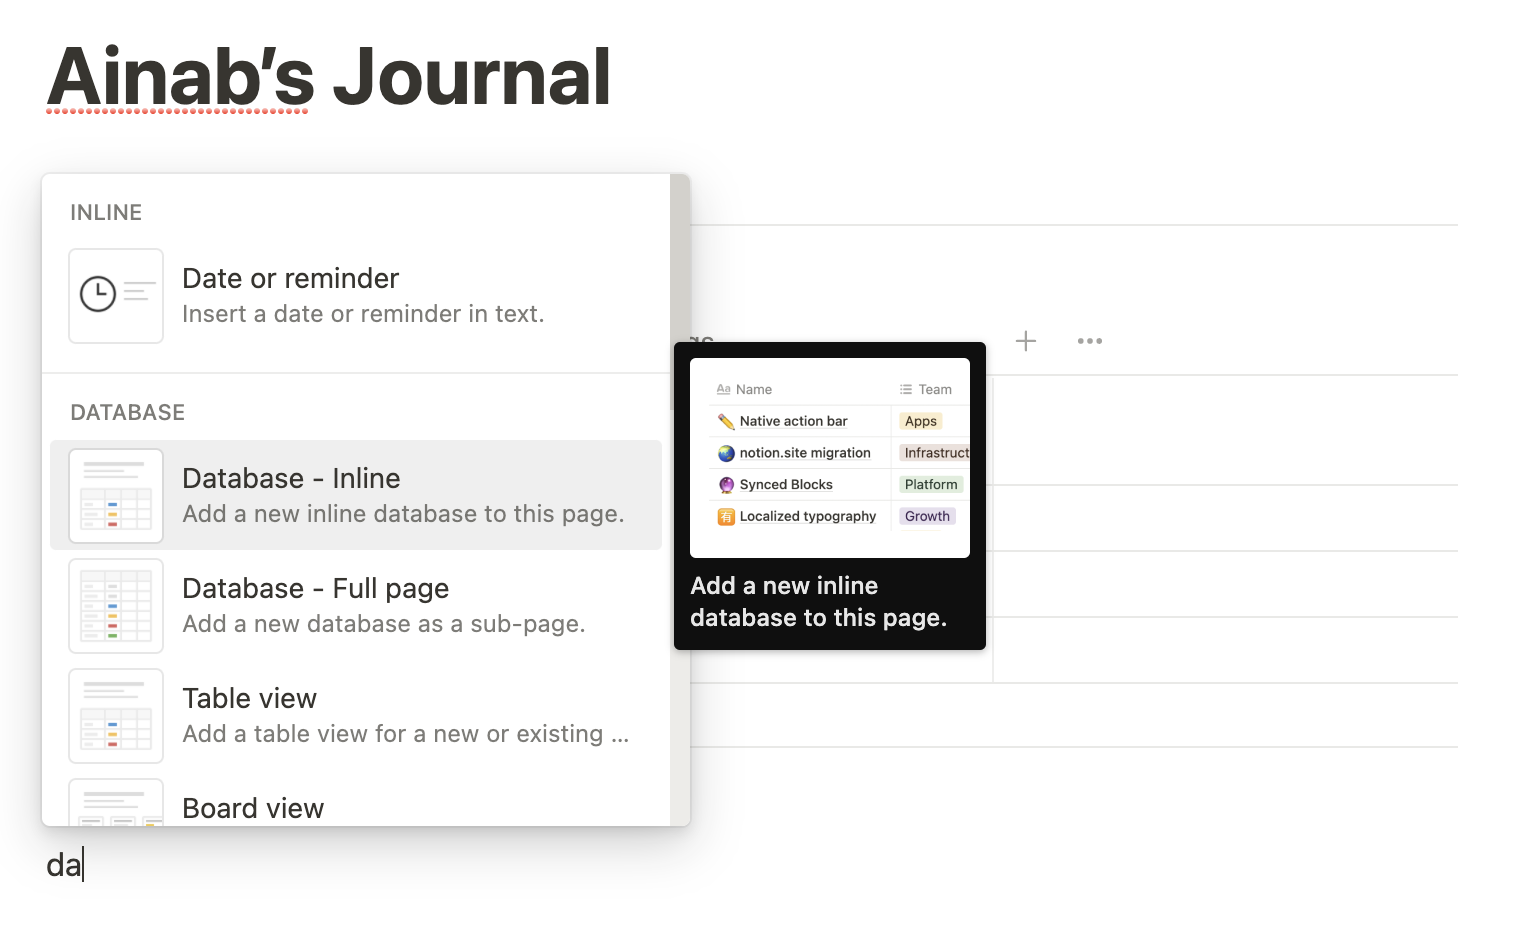 Ainab’s Journal
INLINE
Date or reminder
Insert a date or reminder in text.
DATABASE
Database - Inline
Add a new inline database to this page.
Database - Full page
Add a new database as a sub-page.
Table view
Add a table view for a new or existing ...
Board view
Aa Name Team
Native action bar Apps
notion.site migration Infrastruct
Synced Blocks Platform
有 Localized typography Growth
Add a new inline
database to this page.
da